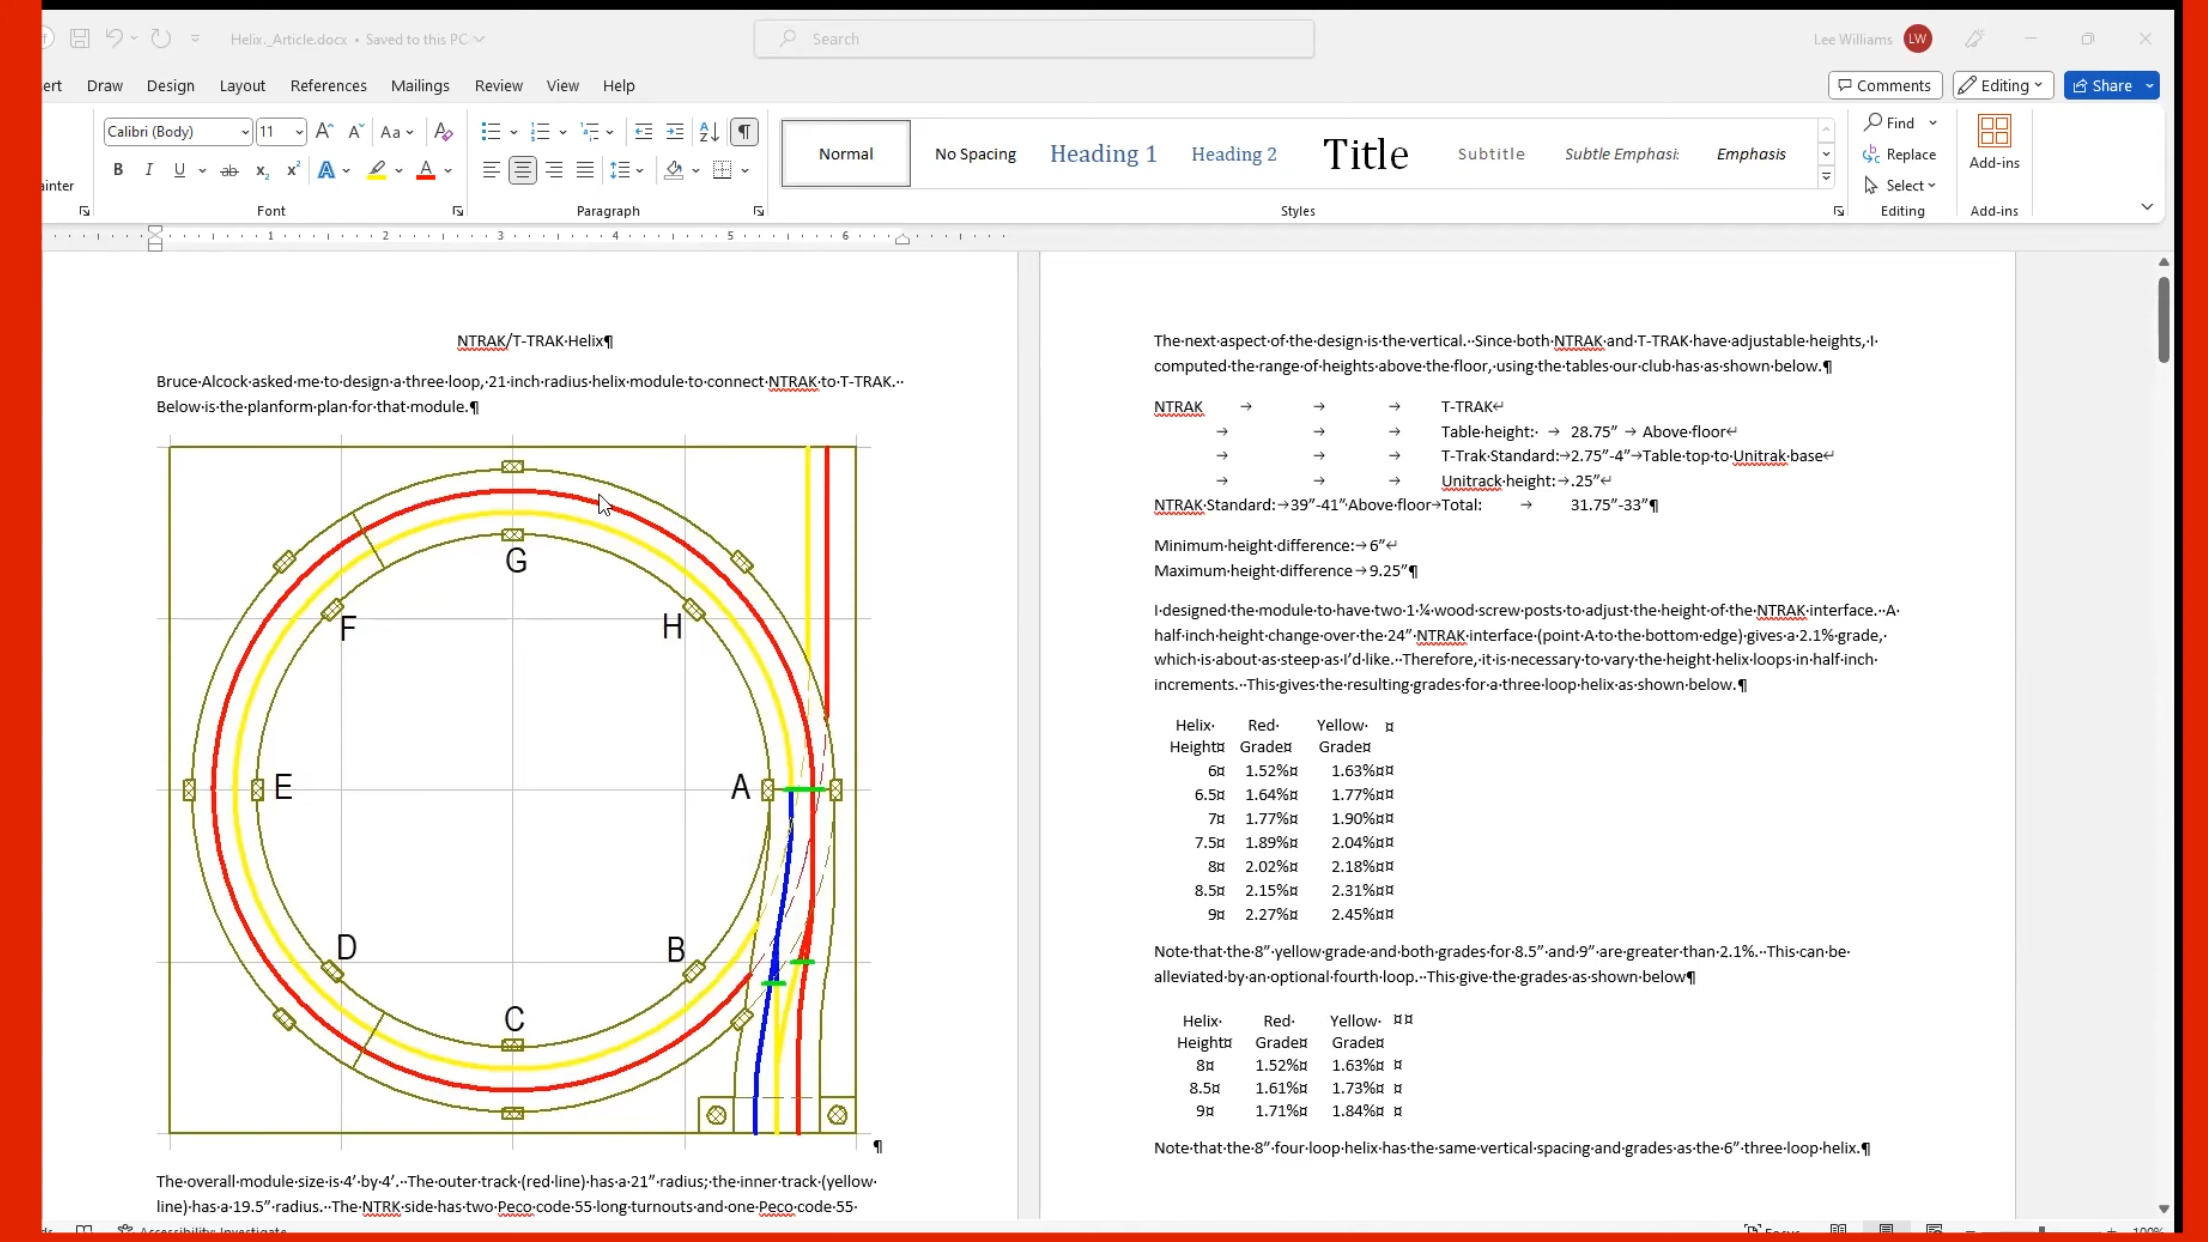 Helix._Article.docx • Saved to this PC
Search
Lee Williams LW
Draw Design Layout References Mailings Review View Help
Comments Editing Share
Calibri (Body) 11 Aa
Normal No Spacing Heading 1 Heading 2 Title Subtitle Subtle Emphasi: Emphasis
Find
Replace
Select
Add-ins
Font Paragraph Styles Editing Add-ins
1 2 3 4 5 6
NTRAK/T-TRAK·Helix¶
Bruce·Alcock·asked·me·to·design·a·three·loop,·21·inch·radius·helix·module·to·connect·NTRAK·to·T-TRAK.··
Below·is·the·planform·plan·for·that·module.¶
G
F H
E A
D B
C
¶
The·overall·module·size·is·4’·by·4’.··The·outer·track·(red·line)·has·a·21”·radius;·the·inner·track·(yellow·
line)·has·a·19.5”·radius.··The·NTRK·side·has·two·Peco·code·55·long·turnouts·and·one·Peco·code·55·
The·next·aspect·of·the·design·is·the·vertical.··Since·both·NTRAK·and·T-TRAK·have·adjustable·heights,·I·
computed·the·range·of·heights·above·the·floor,·using·the·tables·our·club·has·as·shown·below.¶
NTRAK → → → T-TRAK↵
→ → → Table·height:· → 28.75” → Above·floor↵
→ → → T-Trak·Standard:→2.75”-4”→Table·top·to·Unitrak·base↵
→ → → Unitrack·height:→.25”↵
NTRAK·Standard:→39”-41”·Above·floor→Total: → 31.75”-33”¶
Minimum·height·difference:→6”↵
Maximum·height·difference→9.25”¶
I·designed·the·module·to·have·two·1·¼·wood·screw·posts·to·adjust·the·height·of·the·NTRAK·interface.··A·
half·inch·height·change·over·the·24”·NTRAK·interface·(point·A·to·the·bottom·edge)·gives·a·2.1%·grade,·
which·is·about·as·steep·as·I’d·like.··Therefore,·it·is·necessary·to·vary·the·height·helix·loops·in·half·inch·
increments.··This·gives·the·resulting·grades·for·a·three·loop·helix·as·shown·below.¶
Helix· Red· Yellow· ¤
Height¤ Grade¤ Grade¤
6¤ 1.52%¤ 1.63%¤¤
6.5¤ 1.64%¤ 1.77%¤¤
7¤ 1.77%¤ 1.90%¤¤
7.5¤ 1.89%¤ 2.04%¤¤
8¤ 2.02%¤ 2.18%¤¤
8.5¤ 2.15%¤ 2.31%¤¤
9¤ 2.27%¤ 2.45%¤¤
Note·that·the·8”·yellow·grade·and·both·grades·for·8.5”·and·9”·are·greater·than·2.1%.··This·can·be·
alleviated·by·an·optional·fourth·loop.··This·give·the·grades·as·shown·below¶
Helix· Red· Yellow· ¤¤
Height¤ Grade¤ Grade¤
8¤ 1.52%¤ 1.63%¤ ¤
8.5¤ 1.61%¤ 1.73%¤ ¤
9¤ 1.71%¤ 1.84%¤ ¤
Note·that·the·8”·four·loop·helix·has·the·same·vertical·spacing·and·grades·as·the·6”·three·loop·helix.¶
Accessibility: Investigate
Focus
100%